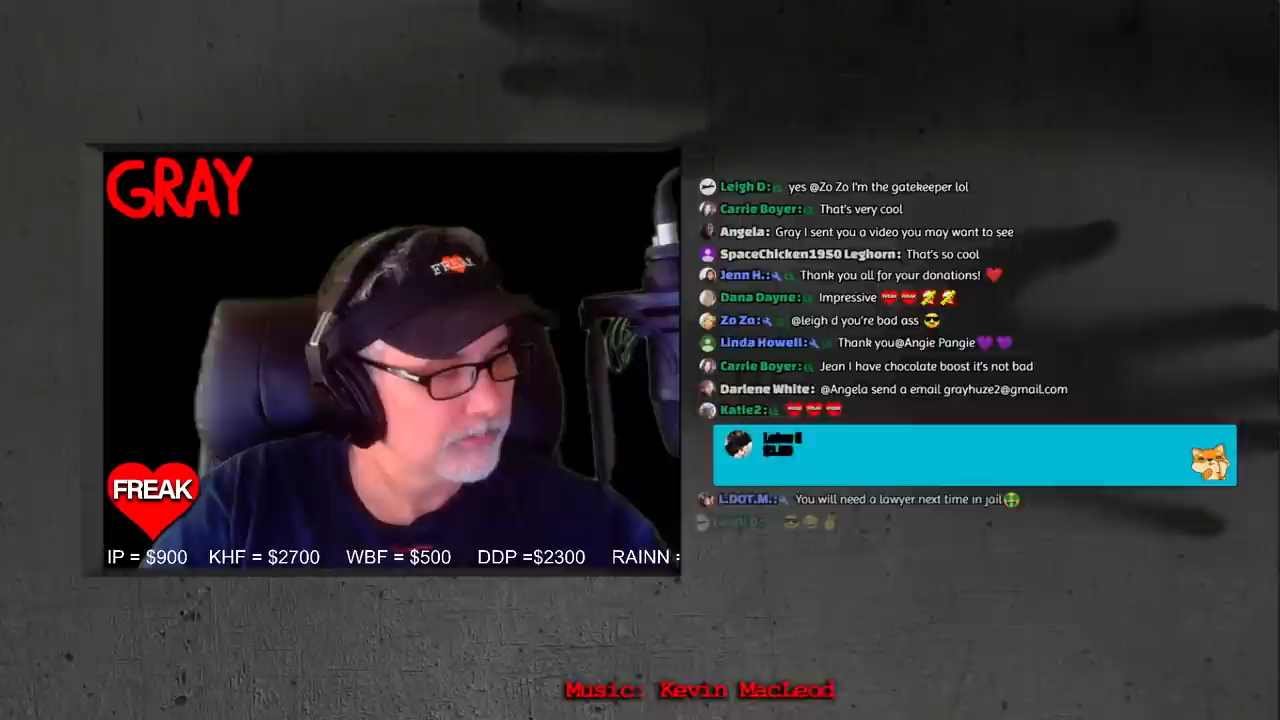 GRAY
FREAK
FREAK
IP = $900 KHF = $2700 WBF = $500 DDP =$2300 RAINN =
Leigh D: yes @Zo Zo I'm the gatekeeper lol
Carrie Boyer: That's very cool
Angela: Gray I sent you a video you may want to see
SpaceChicken1950 Leghorn: That's so cool
Jenn H.: Thank you all for your donations!
Dana Dayne: Impressive
Zo Zo: @leigh d you're bad ass
Linda Howell: Thank you@Angie Pangie
Carrie Boyer: Jean I have chocolate boost it's not bad
Darlene White: @Angela send a email grayhuze2@gmail.com
Katie2:
L.DOT.M.: You will need a lawyer next time in jail
Music: Kevin MacLeod